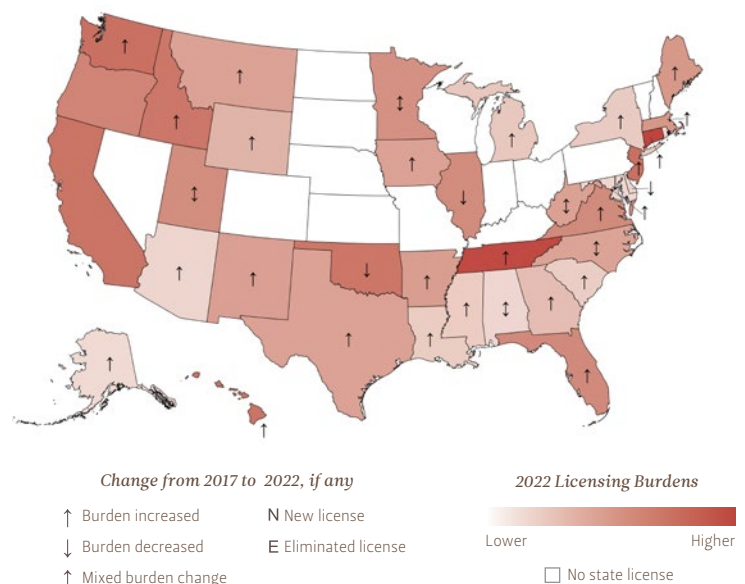 Change from 2017 to 2022, if any
↑ Burden increased
↓ Burden decreased
↑ Mixed burden change
N New license
E Eliminated license
2022 Licensing Burdens
Lower Higher
No state license